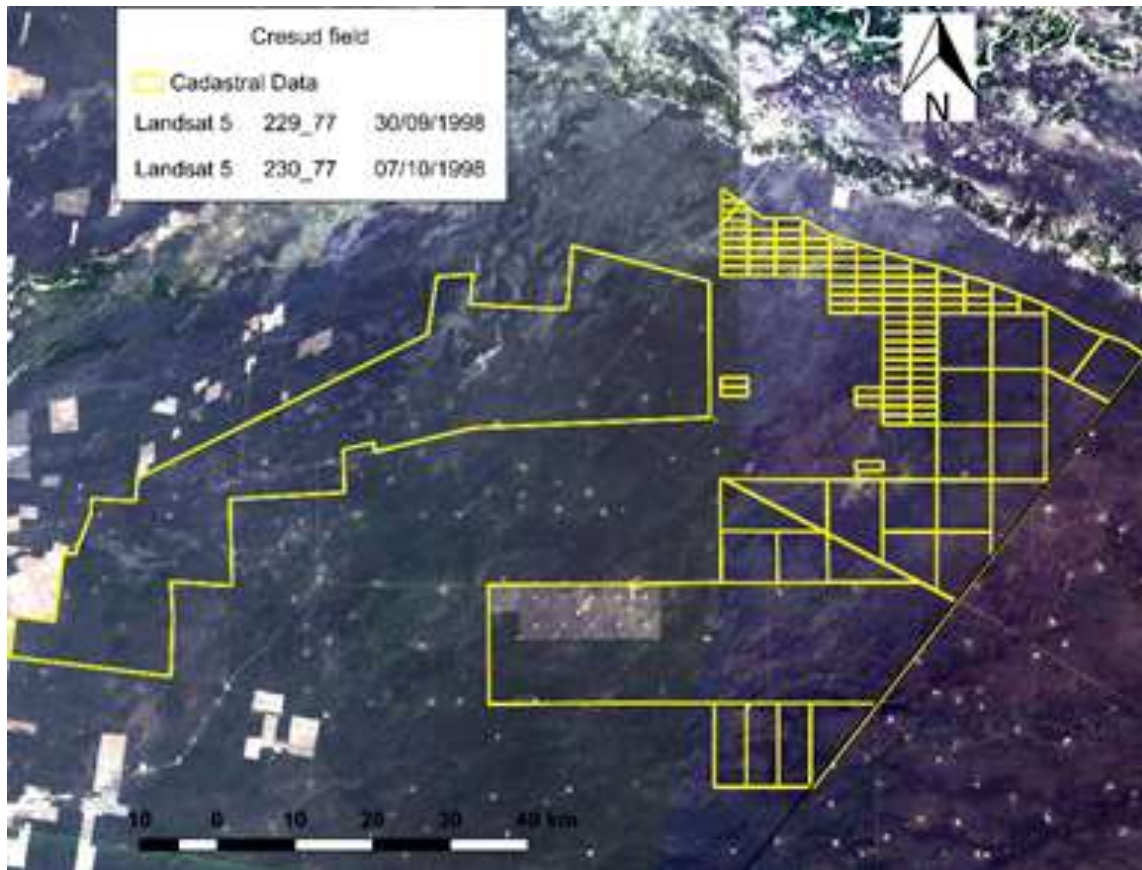 Cresud field
Cadastral Data
Landsat 5 229_77 30/09/1998
Landsat 5 230_77 07/10/1998
N
10 0 10 20 30 40 km